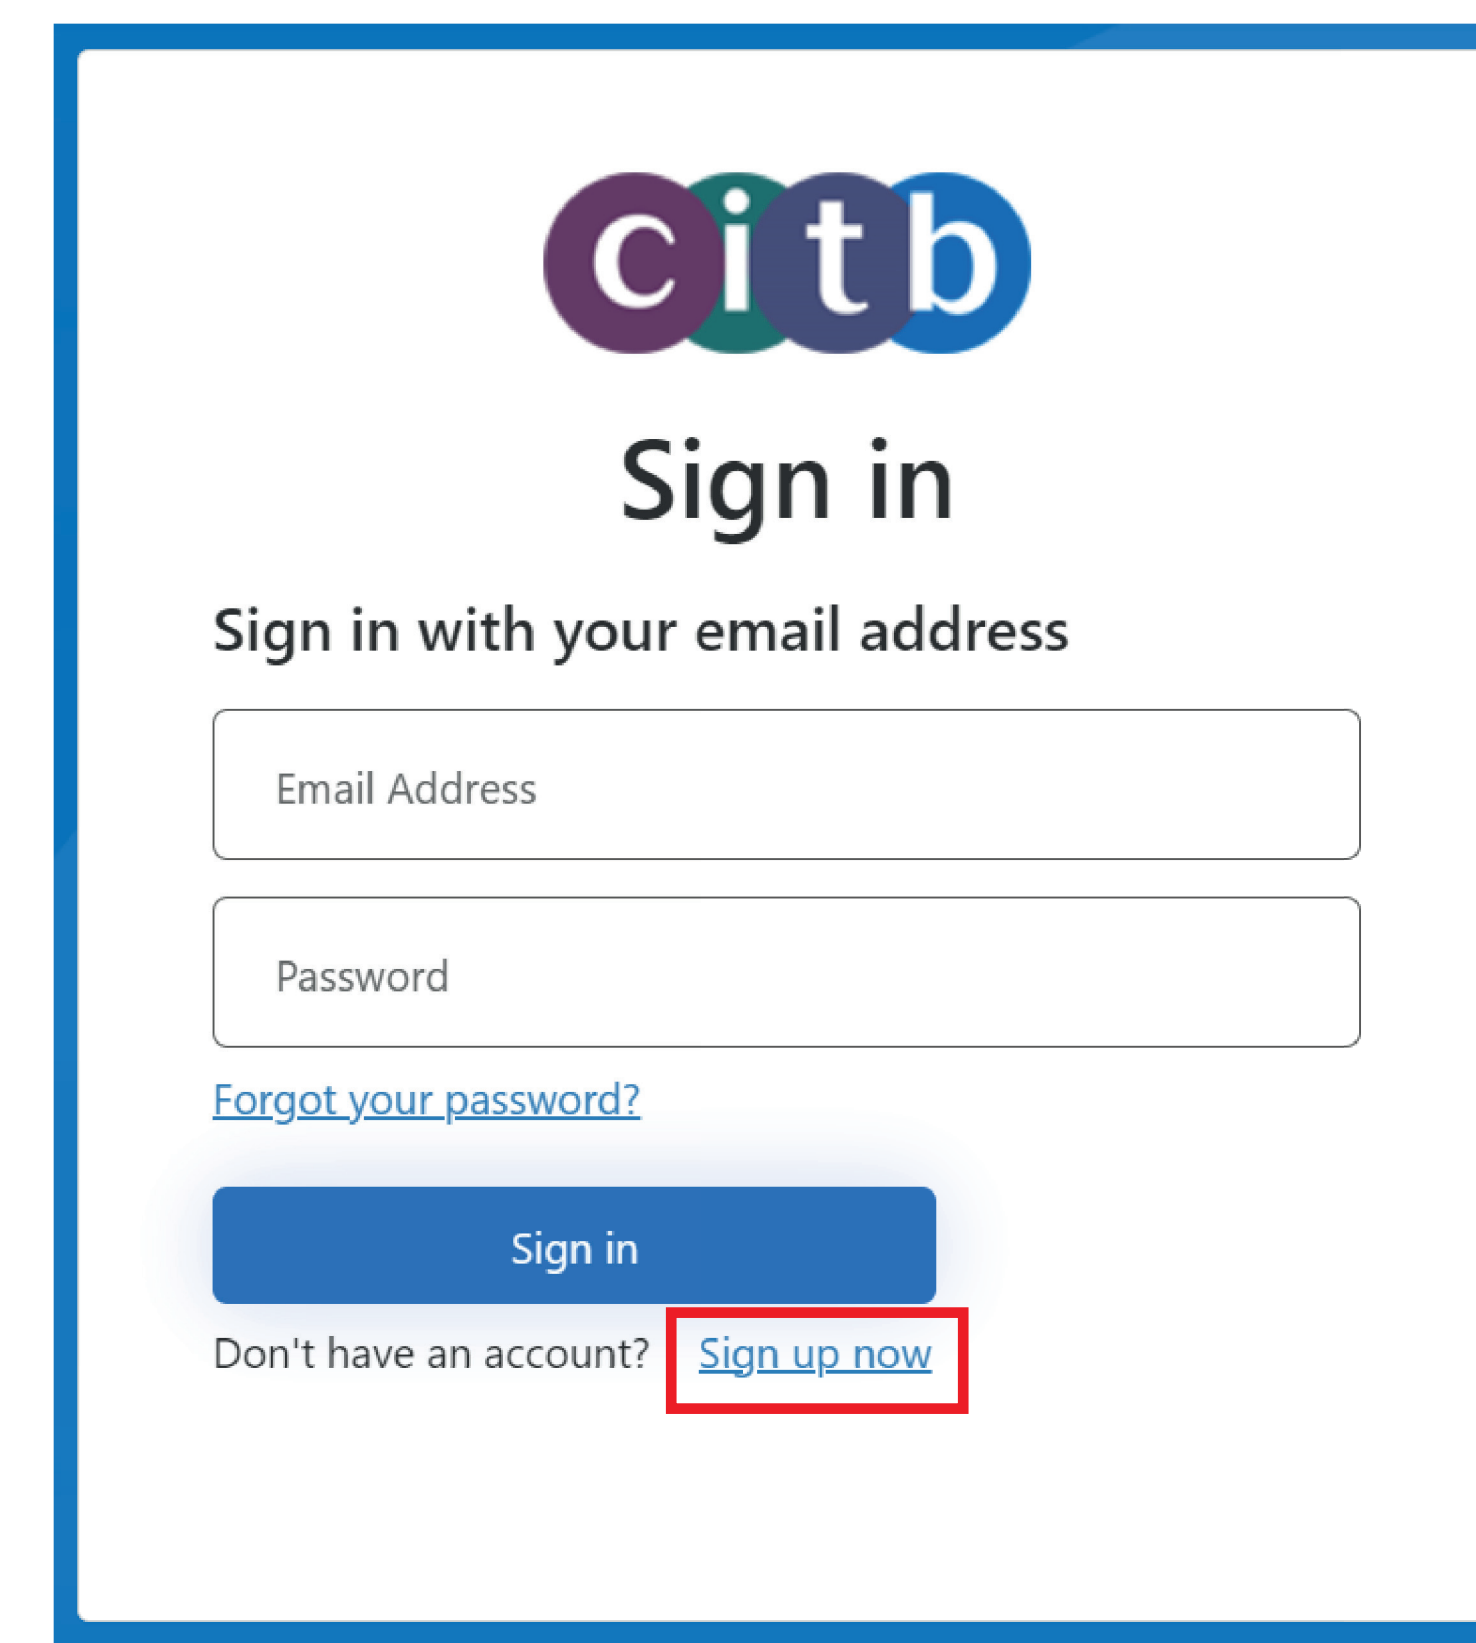 citb
Sign in
Sign in with your email address
Email Address
Password
Forgot your password?
Sign in
Don't have an account? Sign up now